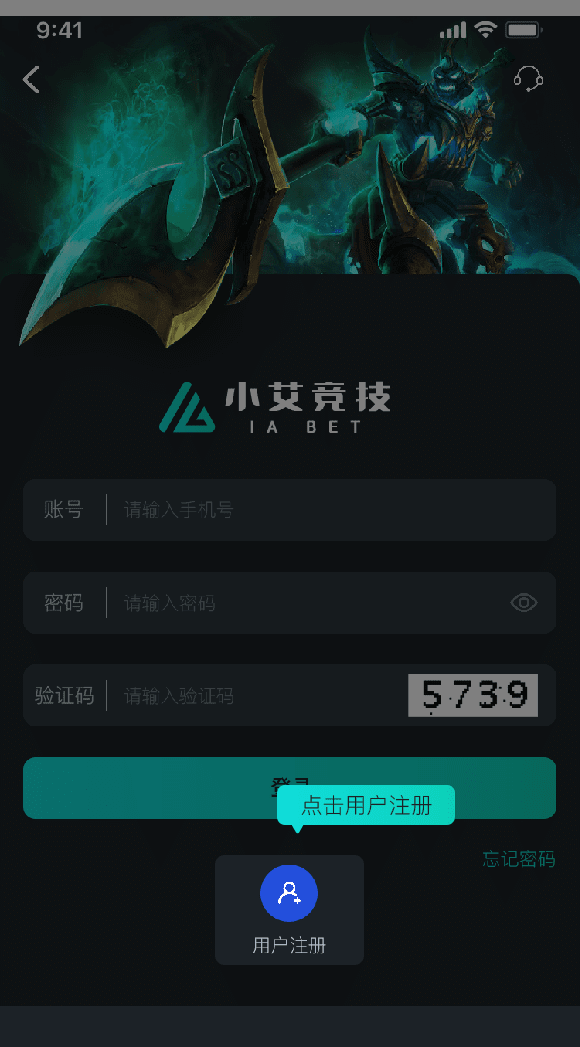 9:41
小艾竞技
IA BET
账号 请输入手机号
密码 请输入密码
验证码 请输入验证码 5739
登录
点击用户注册
忘记密码
用户注册